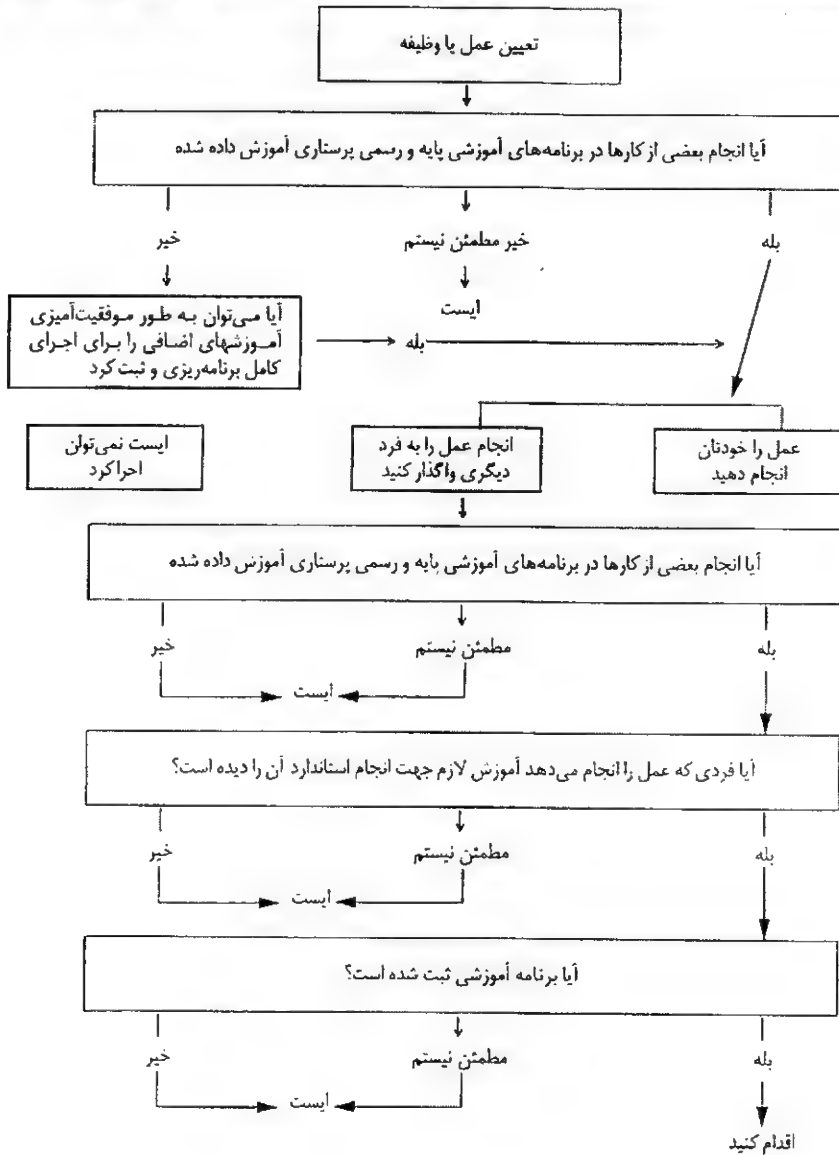 تعیین عمل یا وظیفه
آیا انجام بعضی از کارها در برنامه‌های آموزشی پایه و رسمی پرستاری آموزش داده شده
بله
خیر مطمئن نیستم
خیر
ایست
آیا می‌توان به طور موفقیت‌آمیزی
آموزشهای اضافی را برای اجرای
کامل برنامه‌ریزی و ثبت کرد
بله
عمل را خودتان
انجام دهید
انجام عمل را به فرد
دیگری واگذار کنید
ایست نمی‌توان
اجرا کرد
آیا انجام بعضی از کارها در برنامه‌های آموزشی پایه و رسمی پرستاری آموزش داده شده
بله
مطمئن نیستم
خیر
ایست
آیا فردی که عمل را انجام می‌دهد آموزش لازم جهت انجام استاندارد آن را دیده است؟
بله
مطمئن نیستم
خیر
ایست
آیا برنامه آموزشی ثبت شده است؟
بله
مطمئن نیستم
خیر
ایست
اقدام کنید